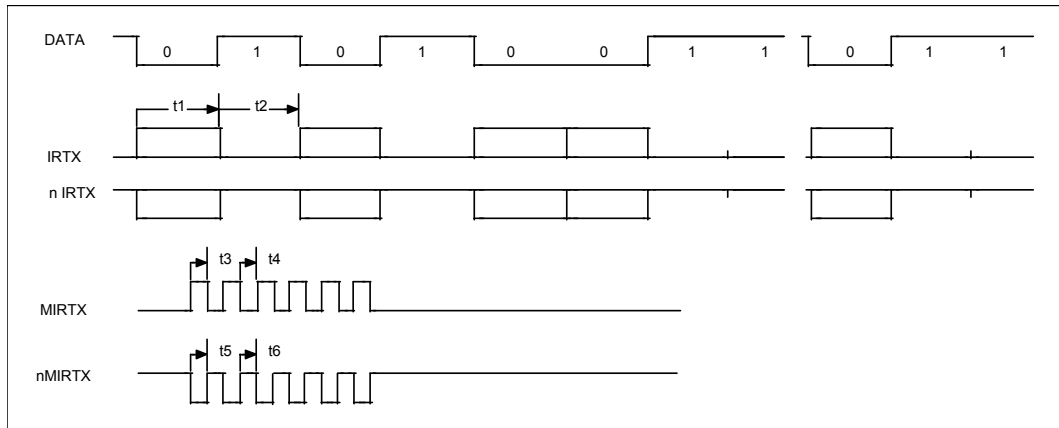 DATA
0 1 0 1 0 0 1 1 0 1 1
t1 t2
IRTX
n IRTX
t3 t4
MIRTX
t5 t6
nMIRTX